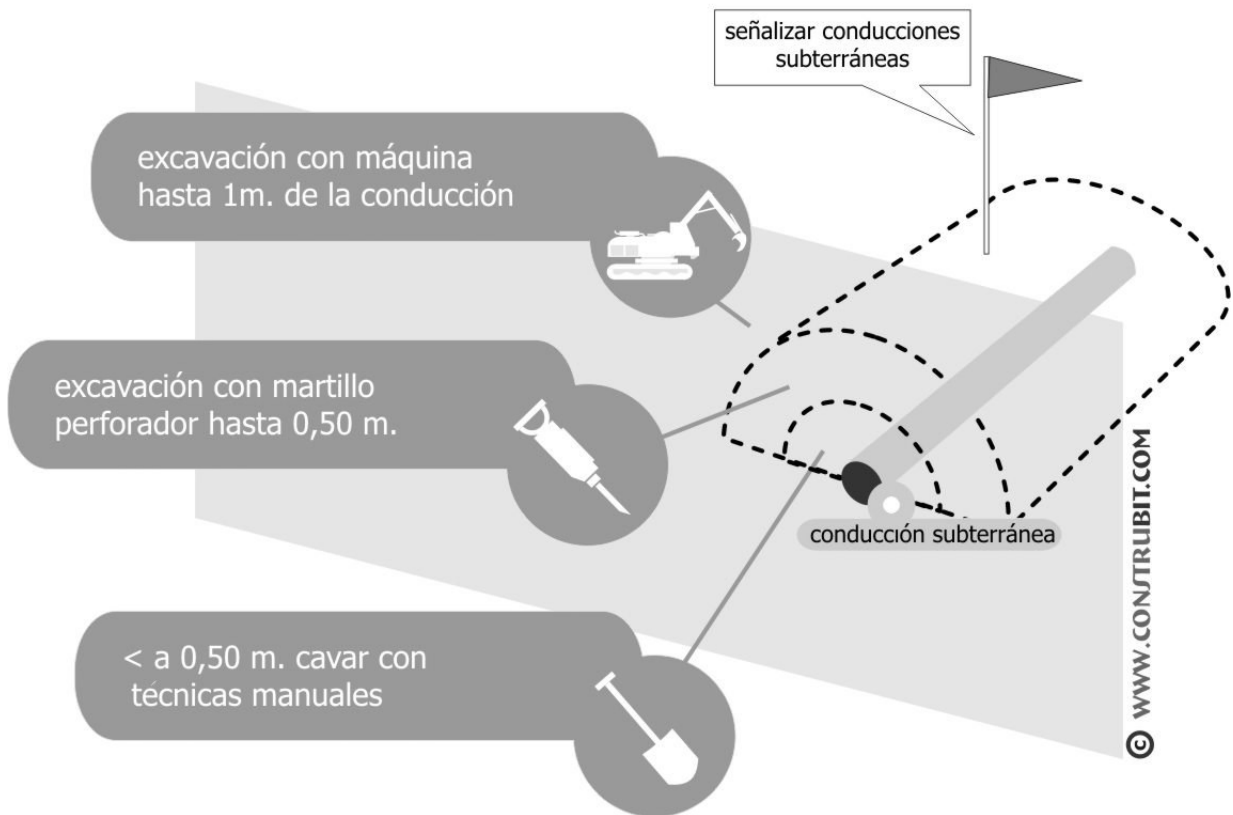 señalizar conducciones
subterráneas
excavación con máquina
hasta 1m. de la conducción
excavación con martillo
perforador hasta 0,50 m.
conducción subterránea
< a 0,50 m. cavar con
técnicas manuales
© WWW.CONSTRUBIT.COM